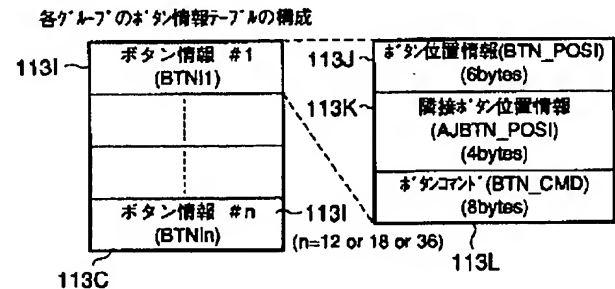 各ｸﾞﾙｰﾌﾟのﾎﾞﾀﾝ情報ﾃｰﾌﾞﾙの構成
113I
ボタン情報 #1
(BTNI1)
ボタン情報 #n
(BTNIn)
113I
(n=12 or 18 or 36)
113C
113J
ﾎﾞﾀﾝ位置情報(BTN_POSI)
(6bytes)
113K
隣接ﾎﾞﾀﾝ位置情報
(AJBTN_POSI)
(4bytes)
ﾎﾞﾀﾝｺﾏﾝﾄﾞ(BTN_CMD)
(8bytes)
113L